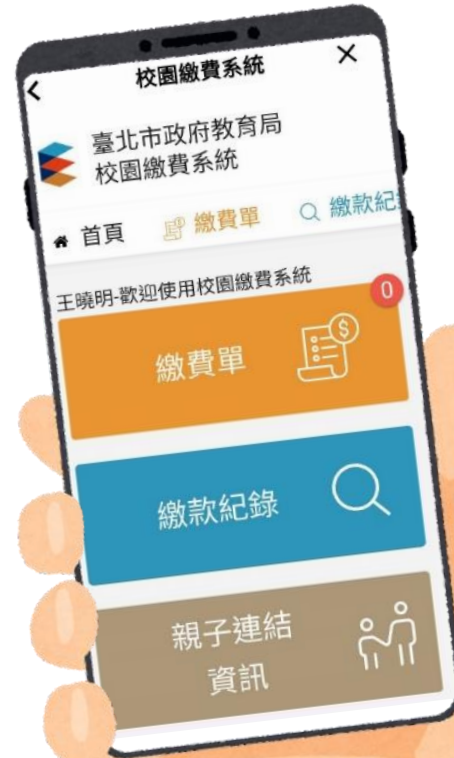 校園繳費系統
臺北市政府教育局
校園繳費系統
首頁 繳費單 繳款紀
王曉明-歡迎使用校園繳費系統
0
繳費單
繳款紀錄
親子連結
資訊